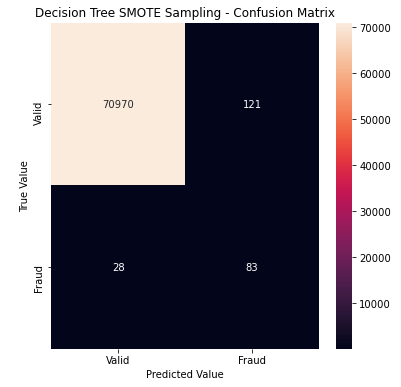 Decision Tree SMOTE Sampling - Confusion Matrix
True Value
Valid
Fraud
70970 121
28 83
Valid Fraud
Predicted Value
70000
60000
50000
40000
30000
20000
10000